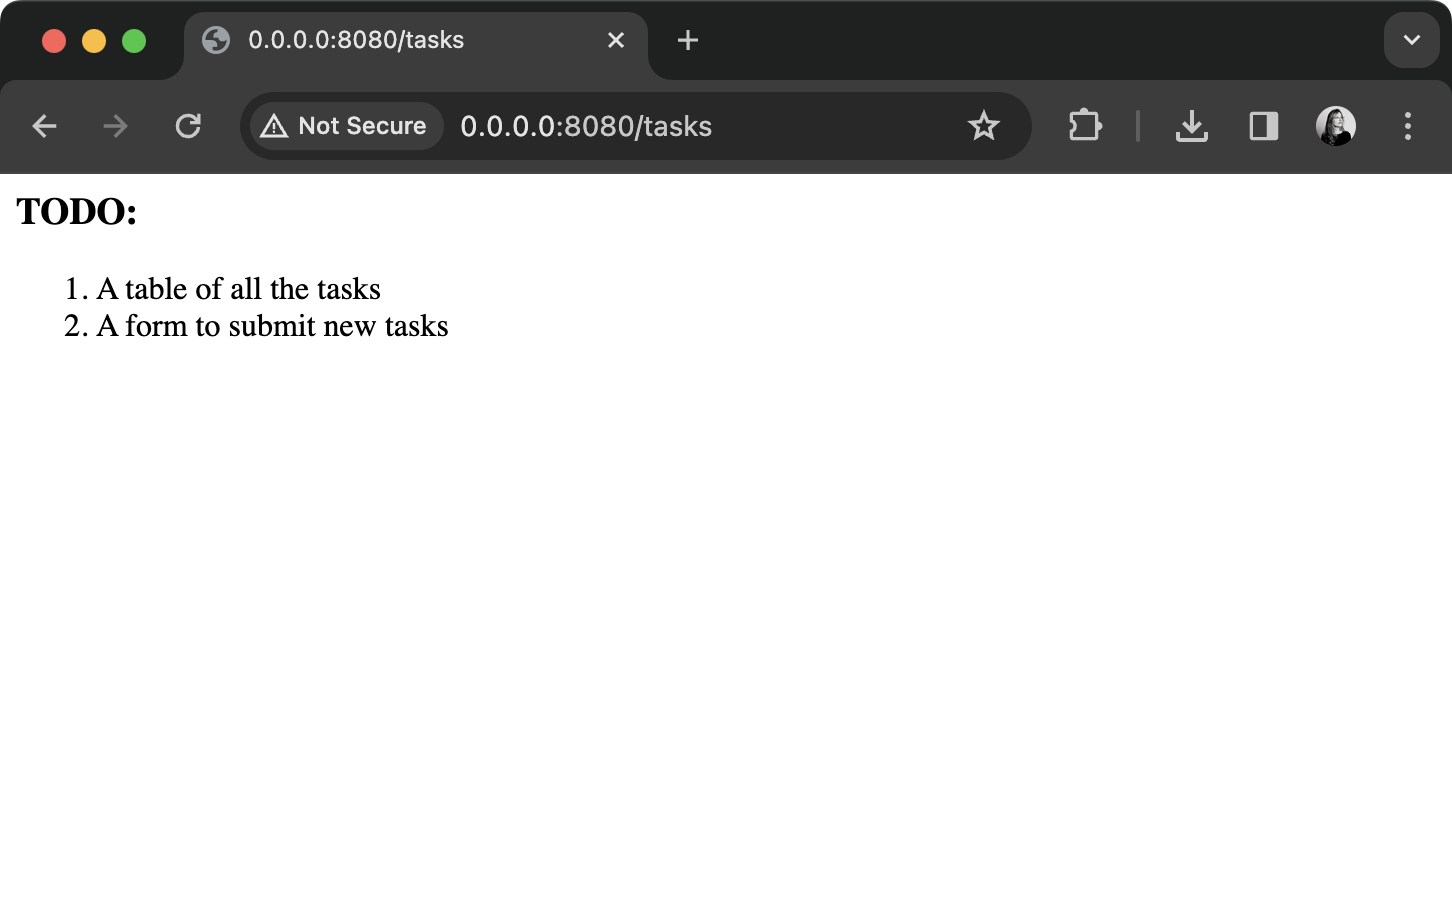 0.0.0.0:8080/tasks
Not Secure 0.0.0.0:8080/tasks
TODO:
1. A table of all the tasks
2. A form to submit new tasks